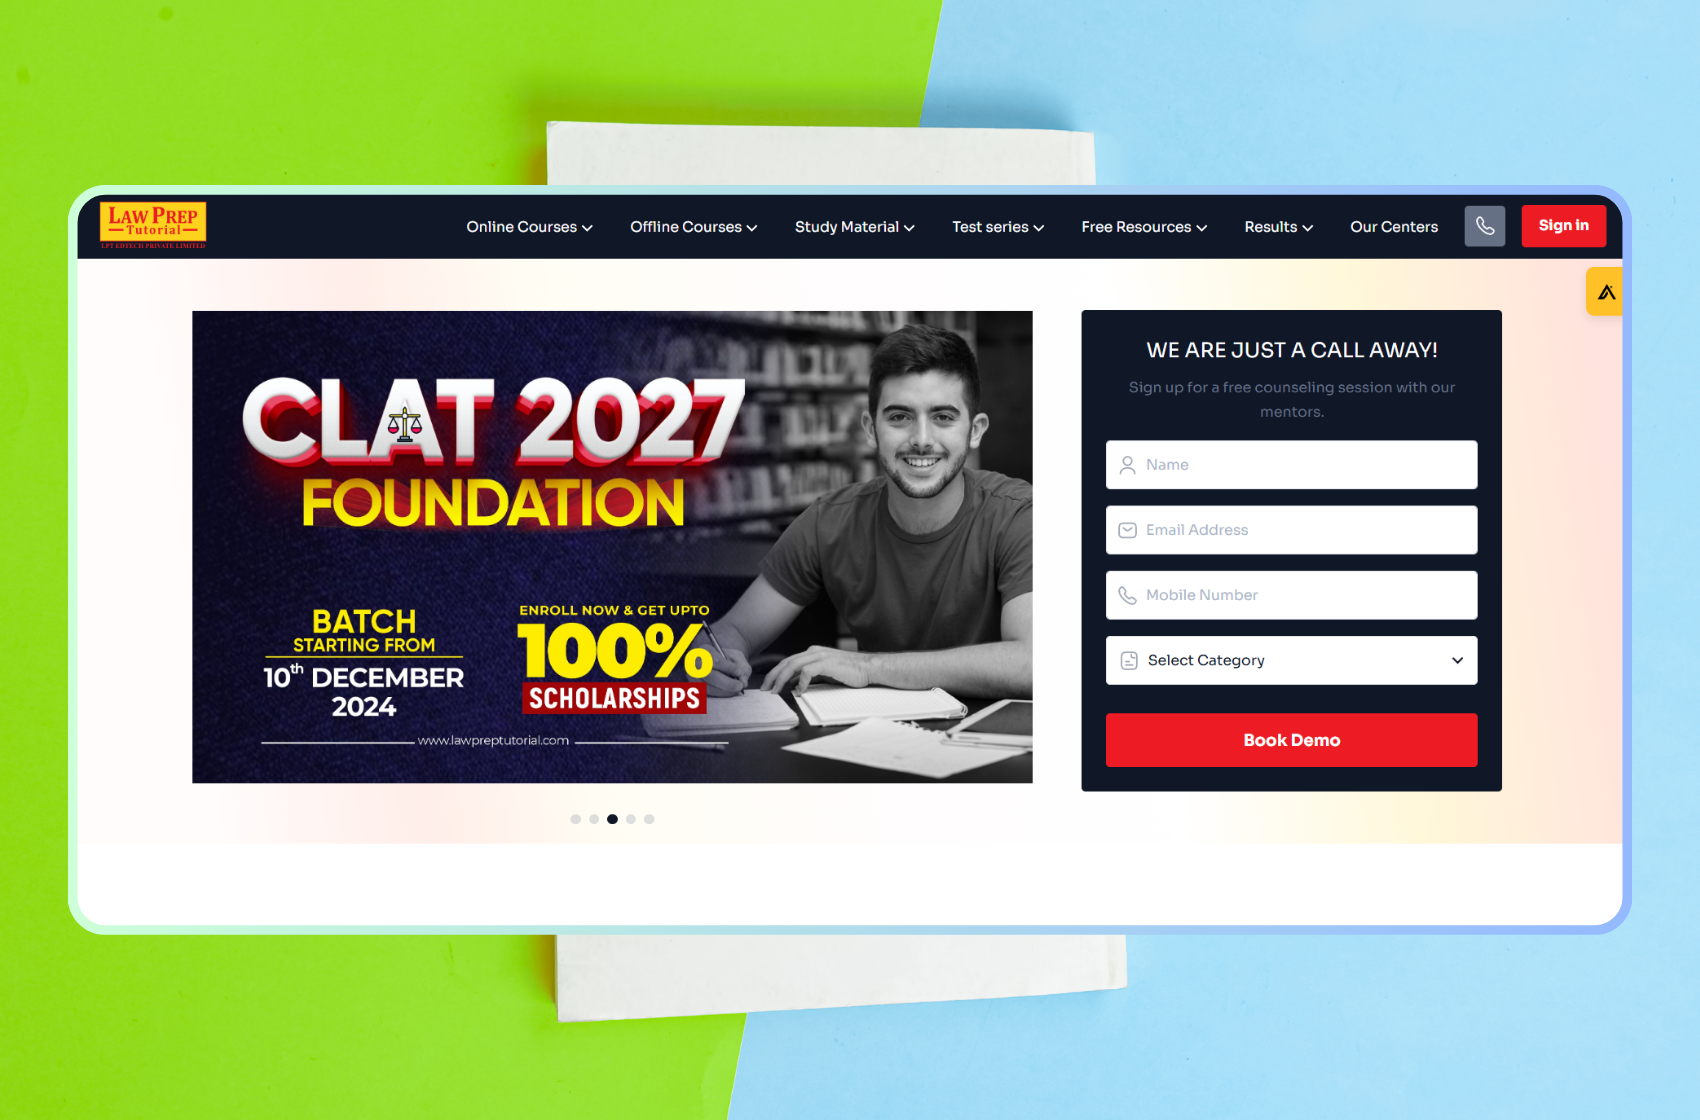 LAW PREP
Tutorial
LPT EDTECH PRIVATE LIMITED
Online Courses
Offline Courses
Study Material
Test series
Free Resources
Results
Our Centers
Sign in
CLAT 2027
FOUNDATION
BATCH
STARTING FROM
10th DECEMBER
2024
ENROLL NOW & GET UPTO
100%
SCHOLARSHIPS
www.lawpreptutorial.com
WE ARE JUST A CALL AWAY!
Sign up for a free counseling session with our
mentors.
Name
Email Address
Mobile Number
Select Category
Book Demo